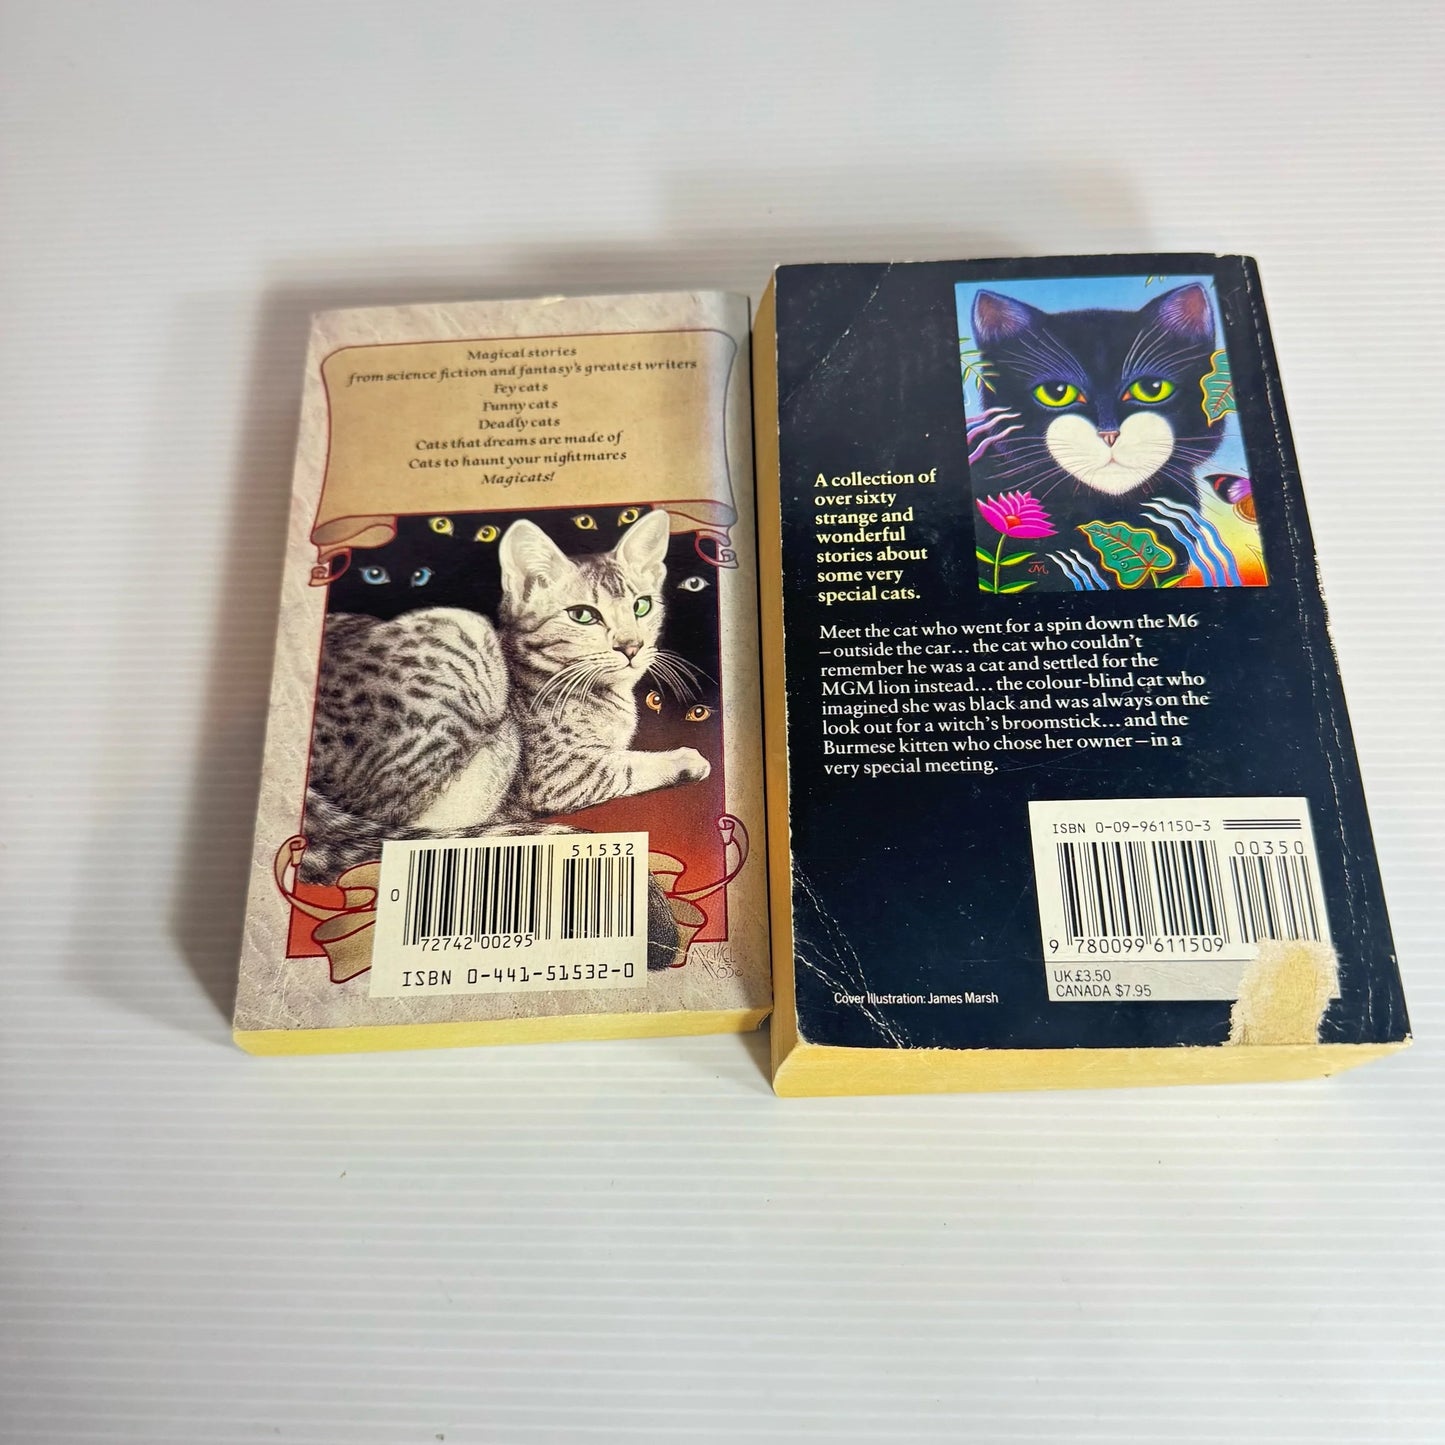 Magical stories
from science fiction and fantasy's greatest writers
Fey cats
Funny cats
Deadly cats
Cats that dreams are made of
Cats to haunt your nightmares
Magicats!
51532
0
72742 00295
ISBN 0-441-51532-0
A collection of
over sixty
strange and
wonderful
stories about
some very
special cats.
Meet the cat who went for a spin down the M6
–outside the car... the cat who couldn't
remember he was a cat and settled for the
MGM lion instead... the colour-blind cat who
imagined she was black and was always on the
look out for a witch's broomstick... and the
Burmese kitten who chose her owner–in a
very special meeting.
ISBN 0-09-961150-3
00350
9 780099 611509
UK £3.50
CANADA $7.95
Cover Illustration: James Marsh